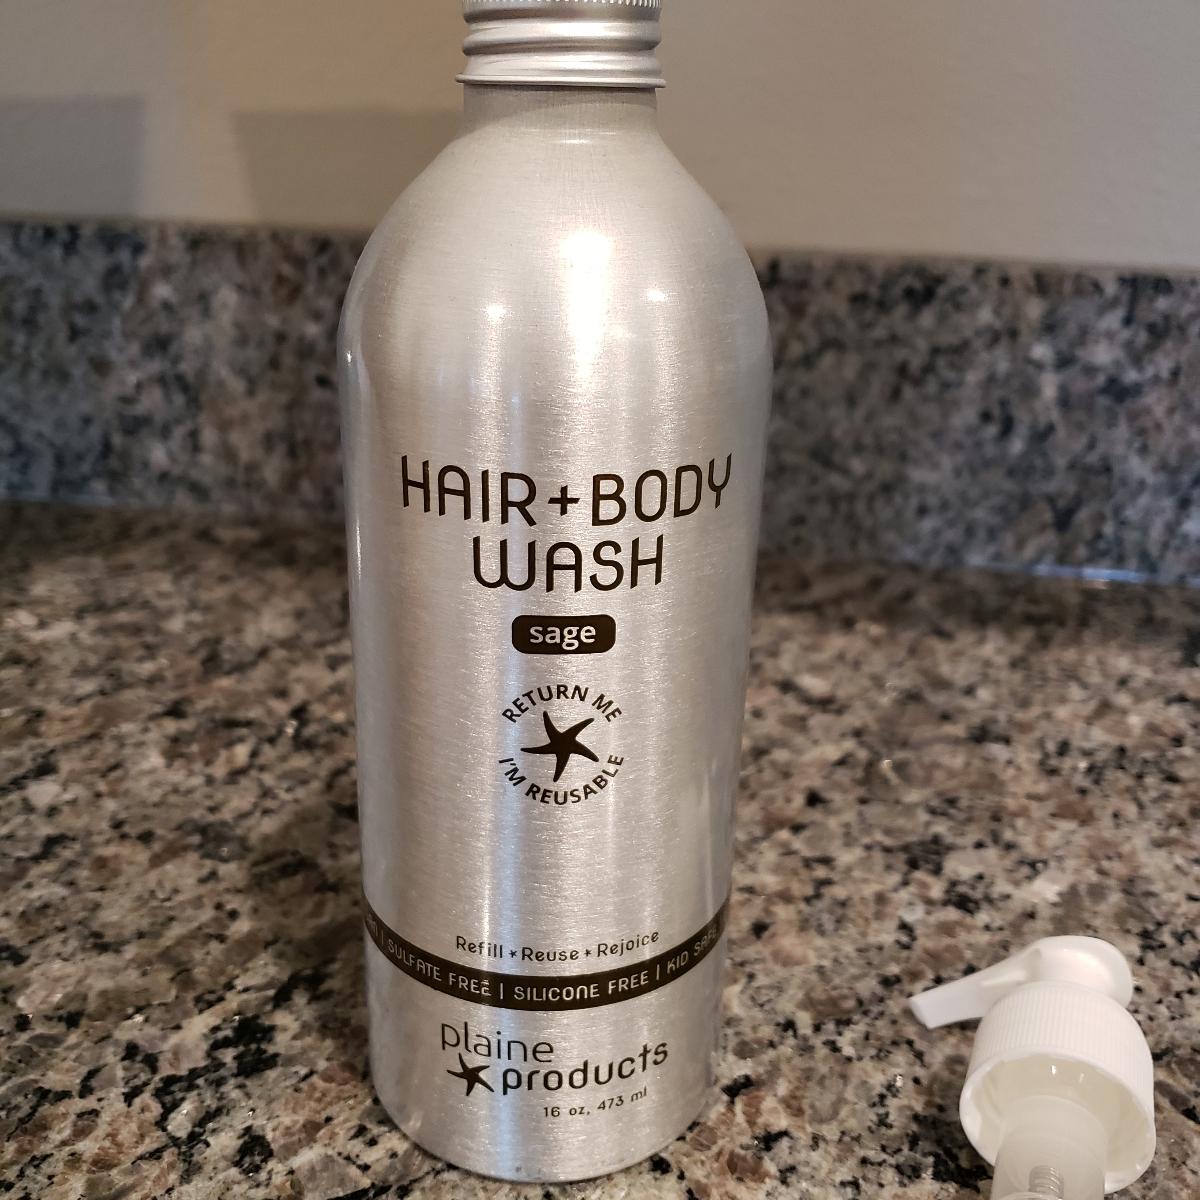 HAIR+BODY
WASH
sage
RETURN ME
I'M REUSABLE
Refill * Reuse * Rejoice
| SULFATE FREE | SILICONE FREE | KID SAFE
plaine
products
16 oz, 473 ml